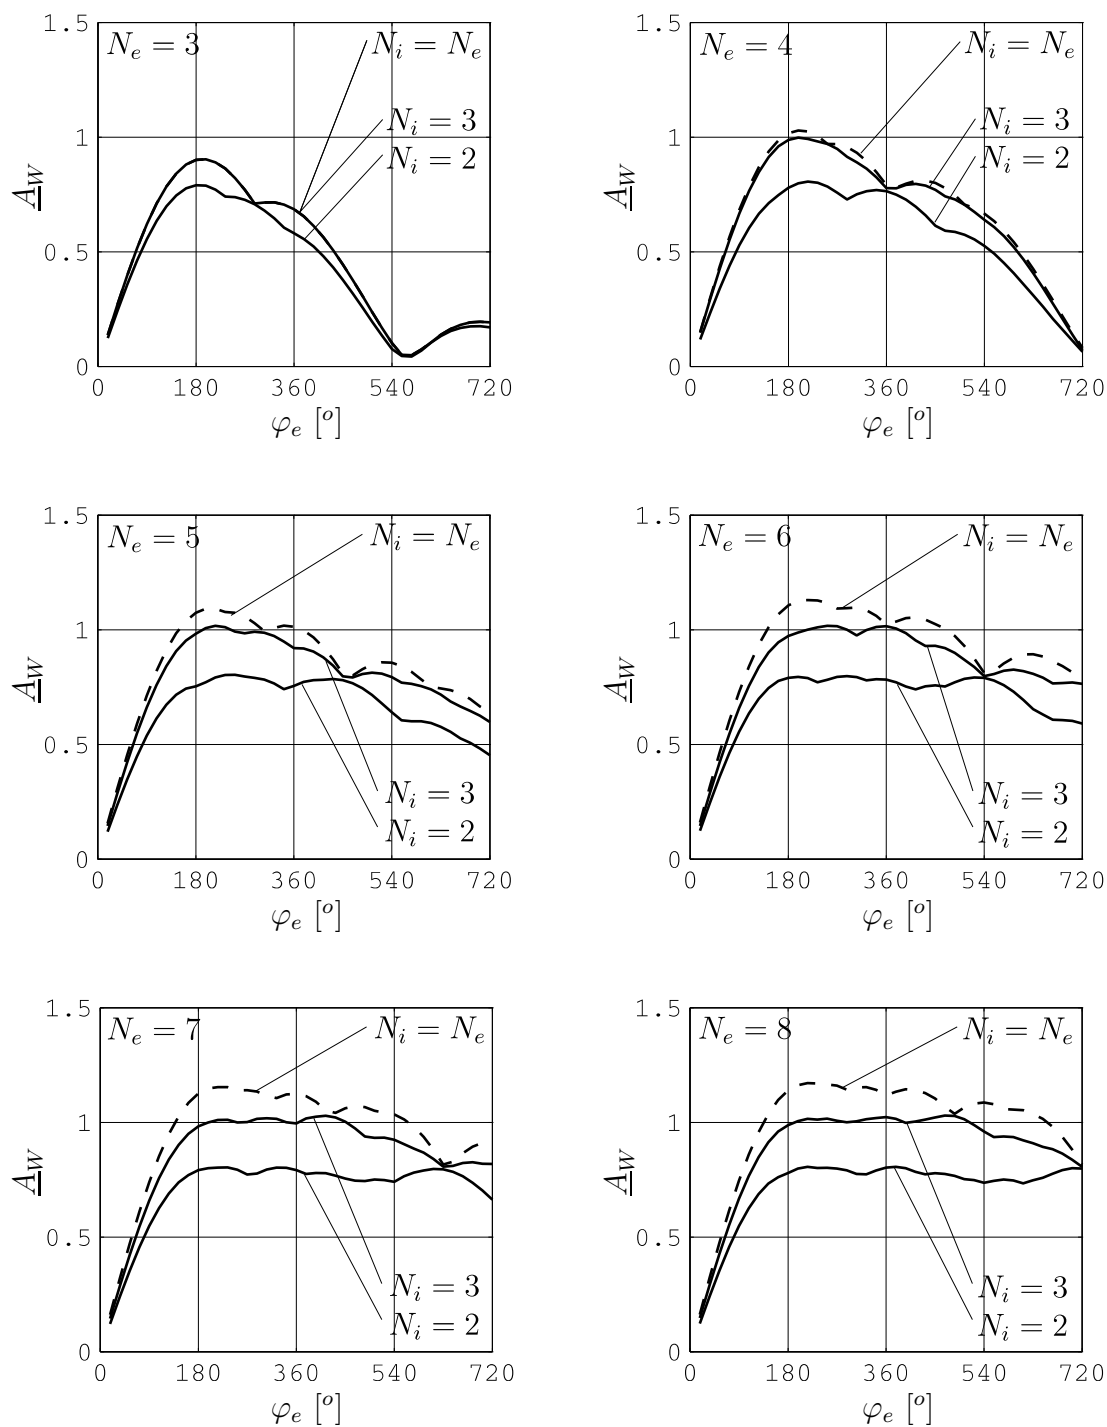 1.5
N_e = 3
N_i = N_e
N_i = 3
N_i = 2
1
0.5
0
A_W
0 180 360 540 720
φ_e [°]
1.5
N_e = 4
N_i = N_e
N_i = 3
N_i = 2
1
0.5
0
A_W
0 180 360 540 720
φ_e [°]
1.5
N_e = 5
N_i = N_e
1
0.5
0
A_W
N_i = 3
N_i = 2
0 180 360 540 720
φ_e [°]
1.5
N_e = 6
N_i = N_e
1
0.5
0
A_W
N_i = 3
N_i = 2
0 180 360 540 720
φ_e [°]
1.5
N_e = 7
N_i = N_e
1
0.5
0
A_W
N_i = 3
N_i = 2
0 180 360 540 720
φ_e [°]
1.5
N_e = 8
N_i = N_e
1
0.5
0
A_W
N_i = 3
N_i = 2
0 180 360 540 720
φ_e [°]